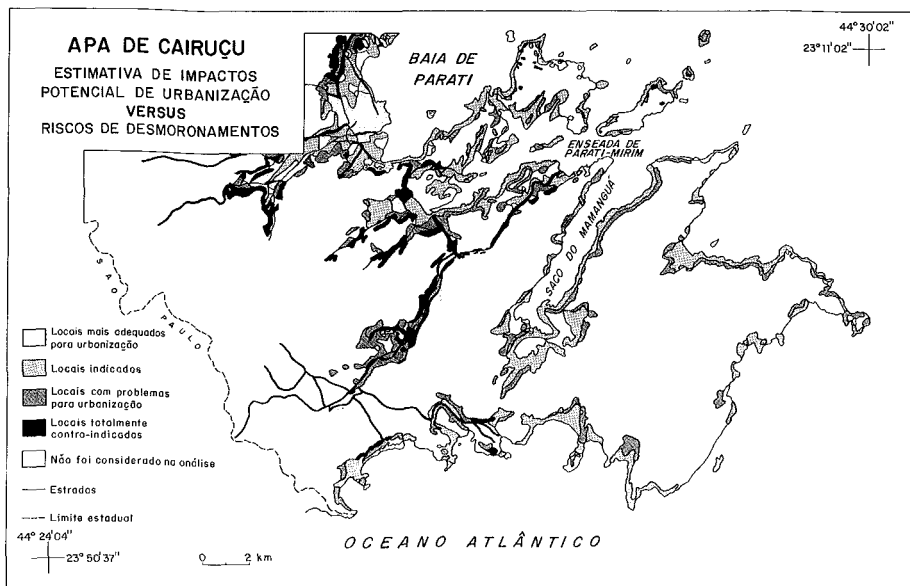 APA DE CAIRUÇU
ESTIMATIVA DE IMPACTOS
POTENCIAL DE URBANIZAÇÃO
VERSUS
RISCOS DE DESMORONAMENTOS
BAIA DE
PARATI
44° 30' 02"
23° 11' 02"
ENSEADA DE
PARATI-MIRIM
SACO DO MAMANGUÁ
SÃO PAULO
Locais mais adequados
para urbanização
Locais indicados
Locais com problemas
para urbanização
Locais totalmente
contra-indicados
Não foi considerado na análise
Estradas
Limite estadual
44° 24' 04"
23° 50' 37"
0 2 km
OCEANO ATLÂNTICO